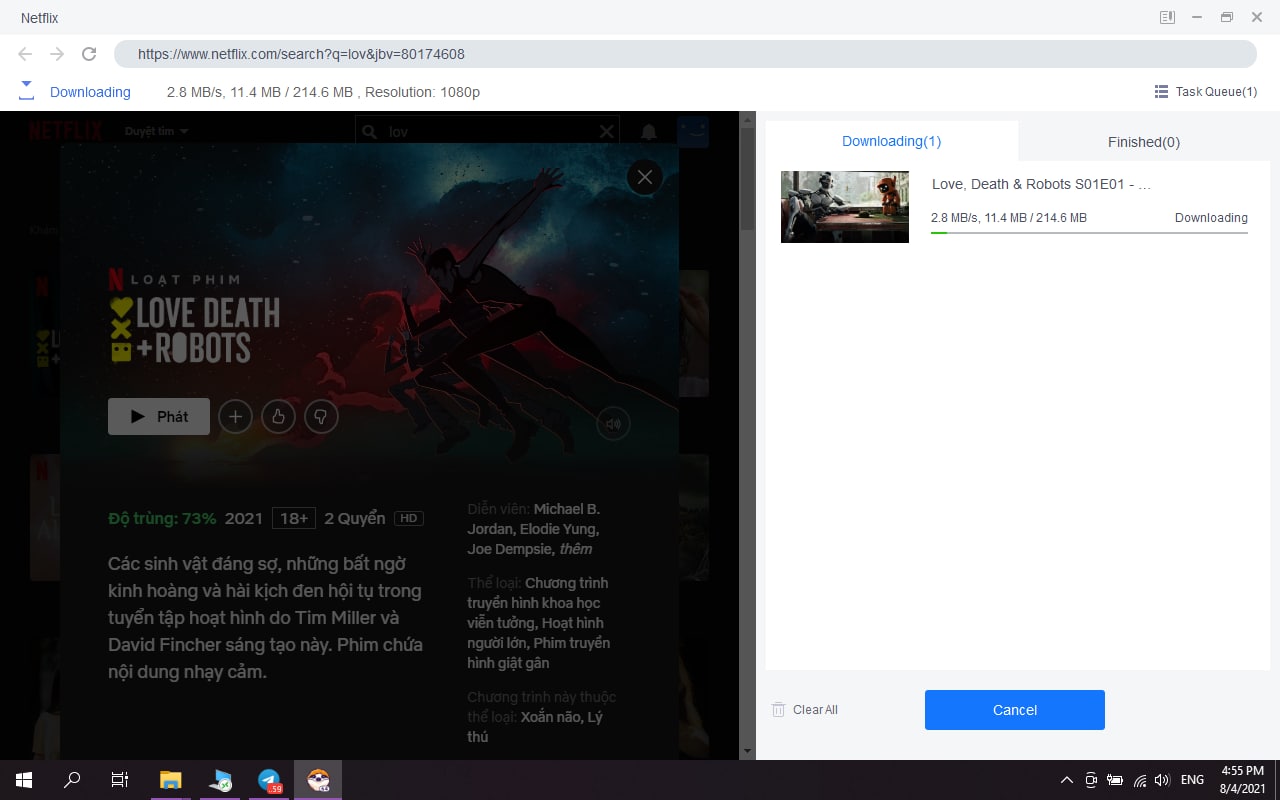 Netflix
https://www.netflix.com/search?q=lov&jbv=80174608
Downloading
2.8 MB/s, 11.4 MB / 214.6 MB , Resolution: 1080p
Task Queue(1)
NETFLIX
Duyệt tìm
lov
LOẠT PHIM
LOVE DEATH
+ROBOTS
Phát
Độ trùng: 73% 2021 18+ 2 Quyển HD
Các sinh vật đáng sợ, những bất ngờ
kinh hoàng và hài kịch đen hội tụ trong
tuyển tập hoạt hình do Tim Miller và
David Fincher sáng tạo này. Phim chứa
nội dung nhạy cảm.
Diễn viên: Michael B.
Jordan, Elodie Yung,
Joe Dempsie, thêm
Thể loại: Chương trình
truyền hình khoa học
viễn tưởng, Hoạt hình
người lớn, Phim truyền
hình giật gân
Chương trình này thuộc
thể loại: Xoắn não, Lý
thú
Downloading(1)
Finished(0)
Love, Death & Robots S01E01 - ...
2.8 MB/s, 11.4 MB / 214.6 MB
Downloading
Clear All
Cancel
.59
ENG
4:55 PM
8/4/2021